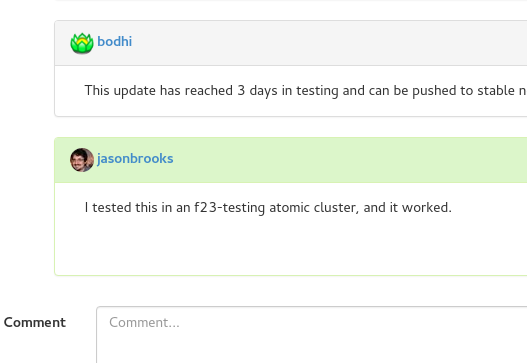 bodhi
This update has reached 3 days in testing and can be pushed to stable
jasonbrooks
I tested this in an f23-testing atomic cluster, and it worked.
Comment
Comment...